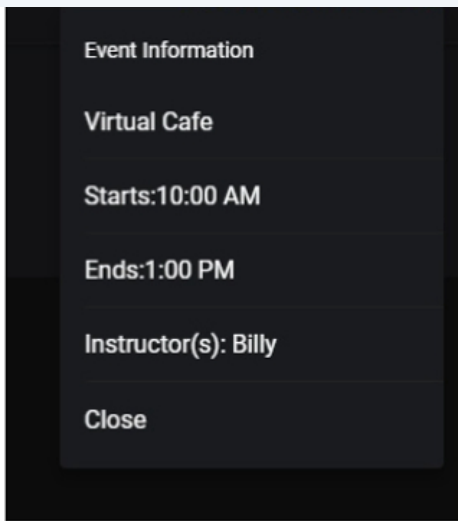 Event Information
Virtual Cafe
Starts:10:00 AM
Ends:1:00 PM
Instructor(s): Billy
Close